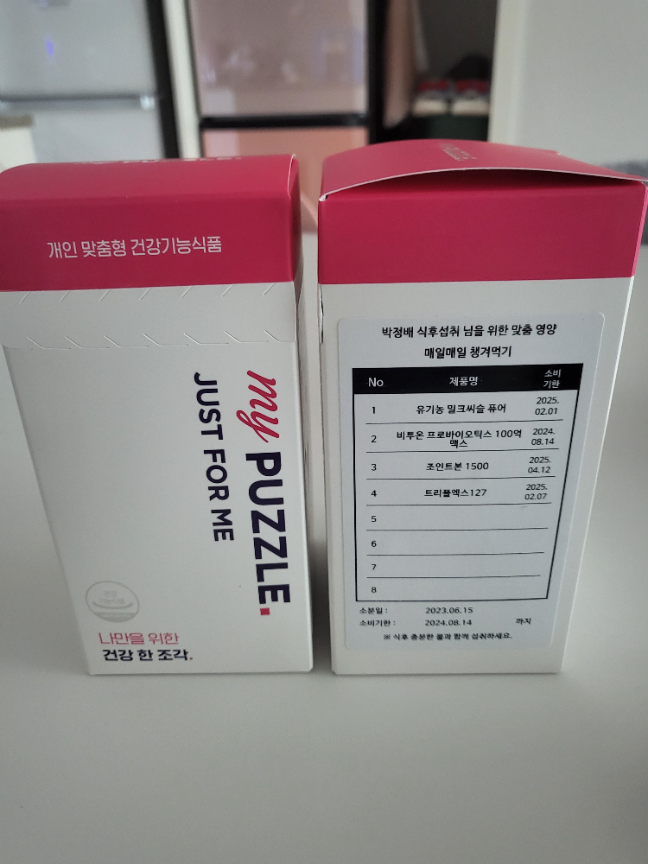 개인 맞춤형 건강기능식품
my PUZZLE.
JUST FOR ME
나만을 위한
건강 한 조각.
박정배 식후섭취 님을 위한 맞춤 영양
매일매일 챙겨먹기
No 제품명 소비
기한
1 유기농 밀크씨슬 퓨어 2025.
02.01
2 비투온 프로바이오틱스 100억
맥스 2024.
08.14
3 조인트본 1500 2025.
04.12
4 트리플엑스127 2025.
02.07
5
6
7
8
소분일 : 2023.06.15
소비기한 : 2024.08.14 까지
※ 식후 충분한 물과 함께 섭취하세요.